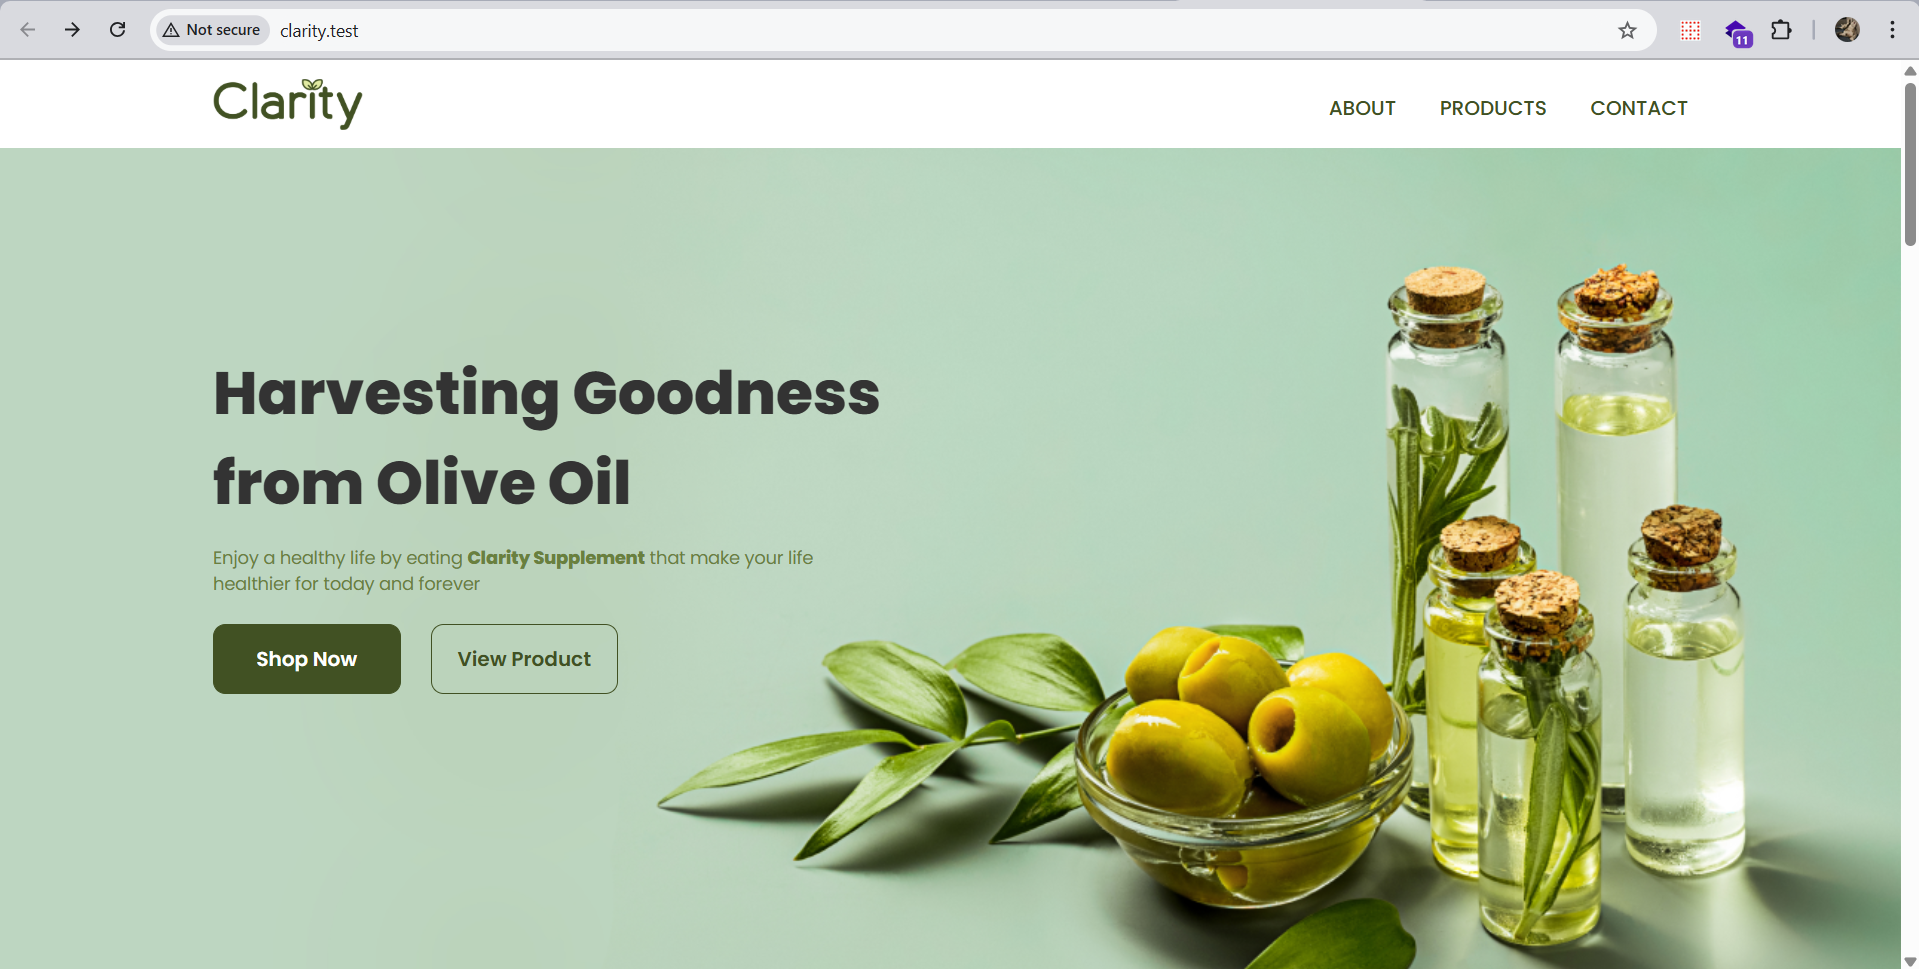 Not secure
clarity.test
11
Clarity
ABOUT
PRODUCTS
CONTACT
Harvesting Goodness
from Olive Oil
Enjoy a healthy life by eating Clarity Supplement that make your life
healthier for today and forever
Shop Now
View Product